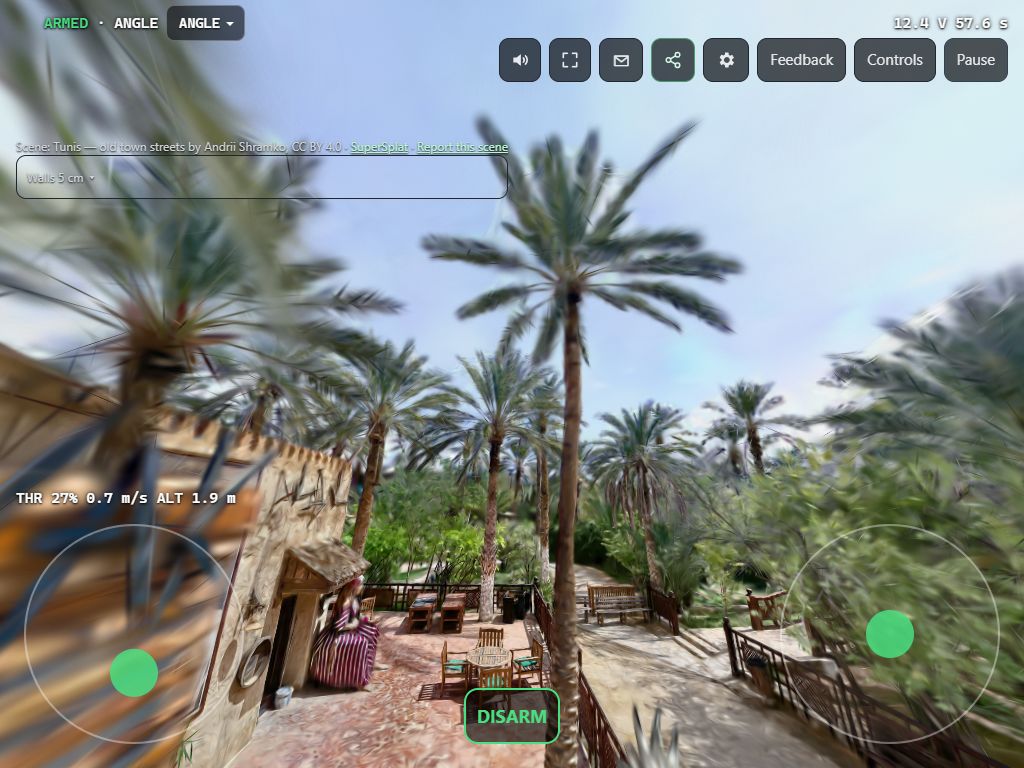 ARMED · ANGLE ANGLE
12.4 V 57.6 s
Feedback Controls Pause
Scene: Tunis — old town streets by Andrii Shramko, CC BY 4.0 · SuperSplat · Report this scene
Walls 5 cm
THR 27% 0.7 m/s ALT 1.9 m
DISARM